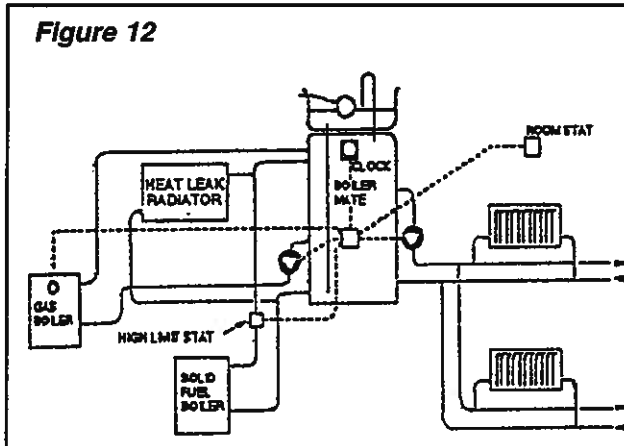 Figure 12
ROOM STAT
CLOCK
BOILER
MATE
HEAT LEAK
RADIATOR
GAS
BOILER
HIGH LIMIT STAT
SOLID
FUEL
BOILER